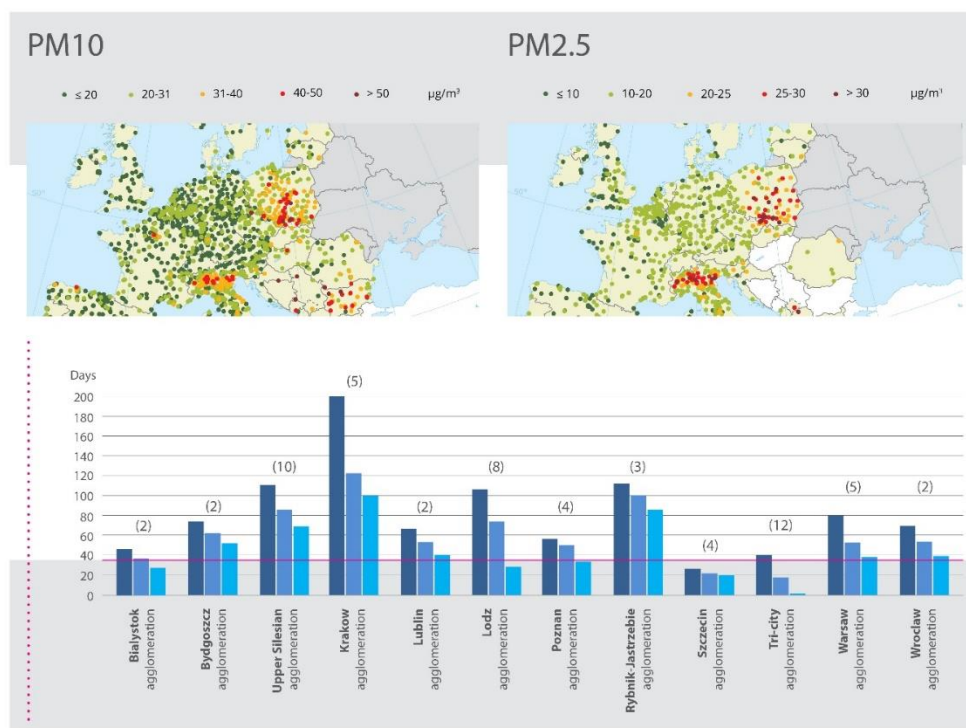 PM10
≤ 20 20-31 31-40 40-50 > 50 µg/m³
PM2.5
≤ 10 10-20 20-25 25-30 > 30 µg/m³
-50°
-50°
Days
200
180
160
140
120
100
80
60
40
20
0
(2)
(2)
(10)
(5)
(2)
(8)
(4)
(3)
(4)
(12)
(5)
(2)
Bialystok
agglomeration
Bydgoszcz
agglomeration
Upper Silesian
agglomeration
Krakow
agglomeration
Lublin
agglomeration
Lodz
agglomeration
Poznan
agglomeration
Rybnik-Jastrzebie
agglomeration
Szczecin
agglomeration
Tri-city
agglomeration
Warsaw
agglomeration
Wroclaw
agglomeration